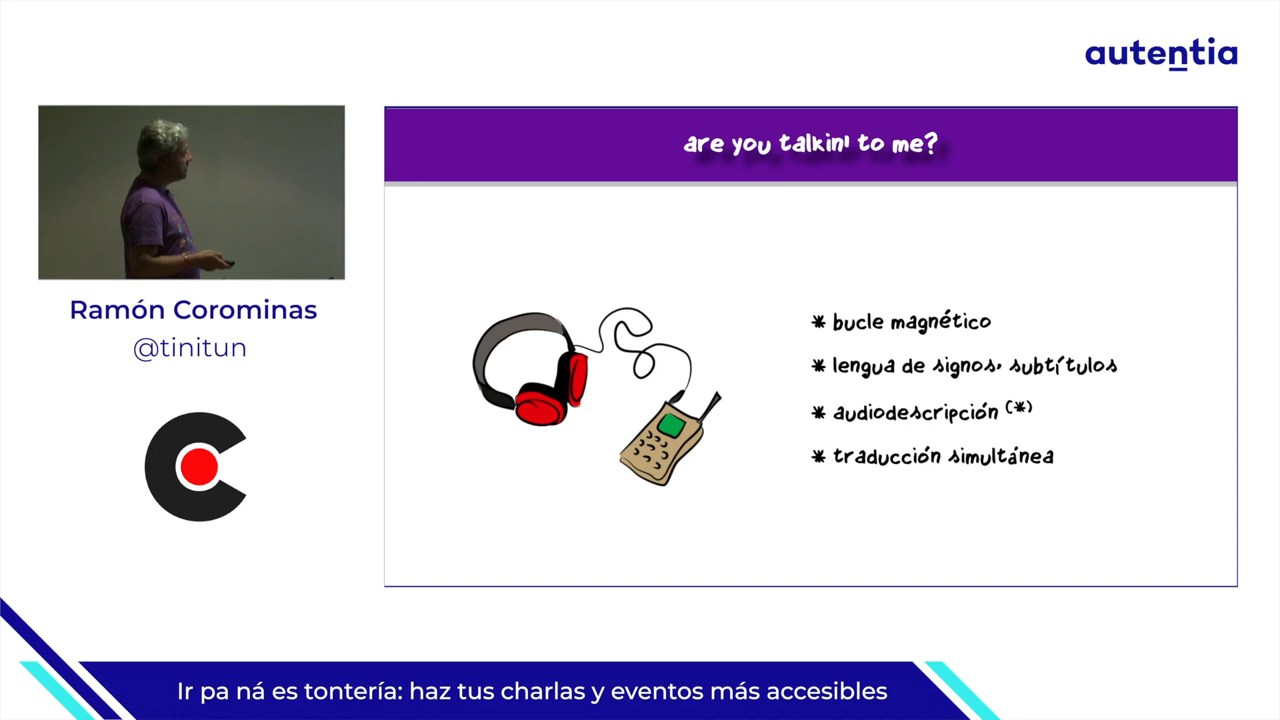 autentia
are you talkin' to me?
Ramón Corominas
@tinitun
* bucle magnético
* lengua de signos, subtítulos
* audiodescripción (*)
* traducción simultánea
Ir pa ná es tontería: haz tus charlas y eventos más accesibles